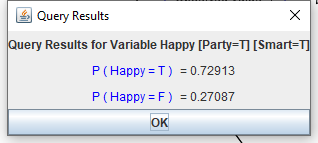 Query Results
Query Results for Variable Happy [Party=T] [Smart=T]
P ( Happy = T ) = 0.72913
P ( Happy = F ) = 0.27087
OK